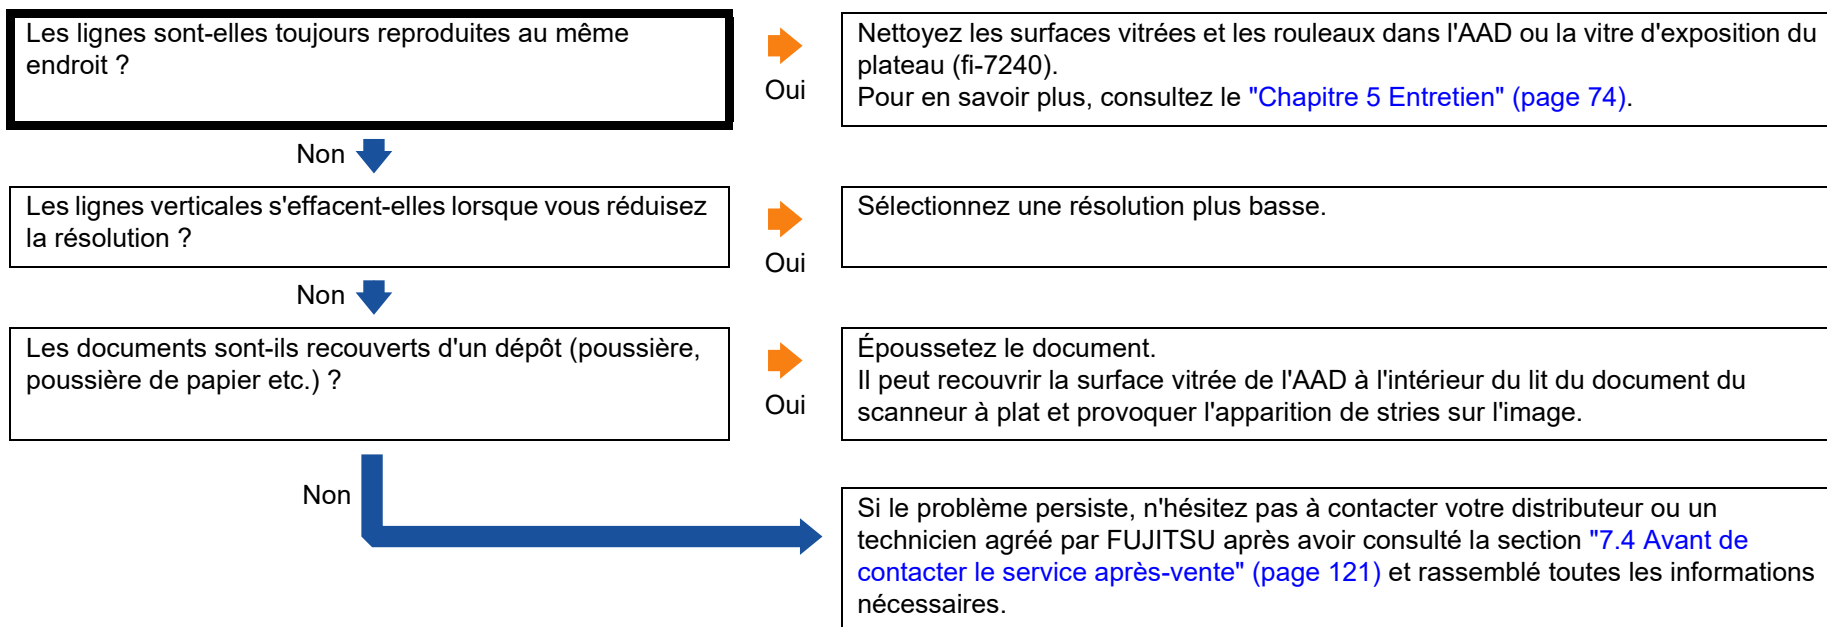 Les lignes sont-elles toujours reproduites au même
endroit ?
Oui
Nettoyez les surfaces vitrées et les rouleaux dans l'AAD ou la vitre d'exposition du
plateau (fi-7240).
Pour en savoir plus, consultez le "Chapitre 5 Entretien" (page 74).
Non
Les lignes verticales s'effacent-elles lorsque vous réduisez
la résolution ?
Oui
Sélectionnez une résolution plus basse.
Non
Les documents sont-ils recouverts d'un dépôt (poussière,
poussière de papier etc.) ?
Oui
Époussetez le document.
Il peut recouvrir la surface vitrée de l'AAD à l'intérieur du lit du document du
scanneur à plat et provoquer l'apparition de stries sur l'image.
Non
Si le problème persiste, n'hésitez pas à contacter votre distributeur ou un
technicien agréé par FUJITSU après avoir consulté la section "7.4 Avant de
contacter le service après-vente" (page 121) et rassemblé toutes les informations
nécessaires.